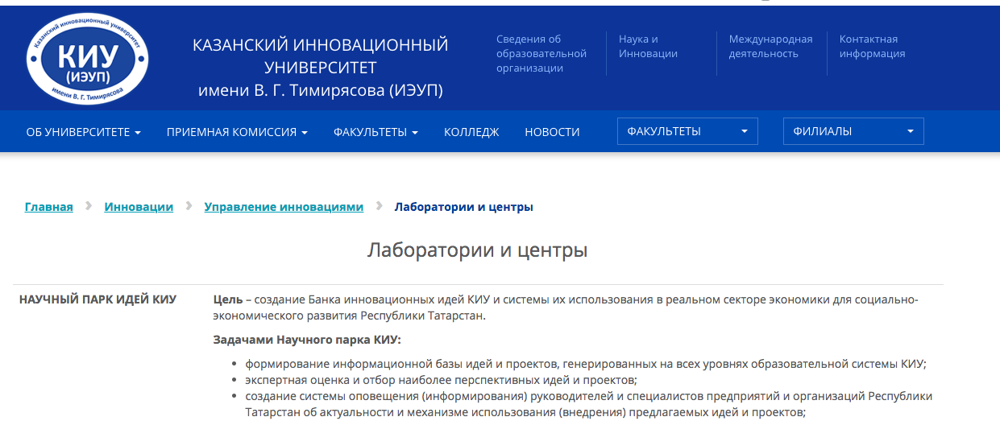 Казанский инновационный университет
КИУ
(ИЭУП)
имени В. Г. Тимирясова
КАЗАНСКИЙ ИННОВАЦИОННЫЙ
УНИВЕРСИТЕТ
имени В. Г. Тимирясова (ИЭУП)
Сведения об
образовательной
организации
Наука и
Инновации
Международная
деятельность
Контактная
информация
ОБ УНИВЕРСИТЕТЕ
ПРИЕМНАЯ КОМИССИЯ
ФАКУЛЬТЕТЫ
КОЛЛЕДЖ
НОВОСТИ
ФАКУЛЬТЕТЫ
ФИЛИАЛЫ
Главная
Инновации
Управление инновациями
Лаборатории и центры
Лаборатории и центры
НАУЧНЫЙ ПАРК ИДЕЙ КИУ
Цель – создание Банка инновационных идей КИУ и системы их использования в реальном секторе экономики для социально-
экономического развития Республики Татарстан.
Задачами Научного парка КИУ:
• формирование информационной базы идей и проектов, генерированных на всех уровнях образовательной системы КИУ;
• экспертная оценка и отбор наиболее перспективных идей и проектов;
• создание системы оповещения (информирования) руководителей и специалистов предприятий и организаций Республики
Татарстан об актуальности и механизме использования (внедрения) предлагаемых идей и проектов;